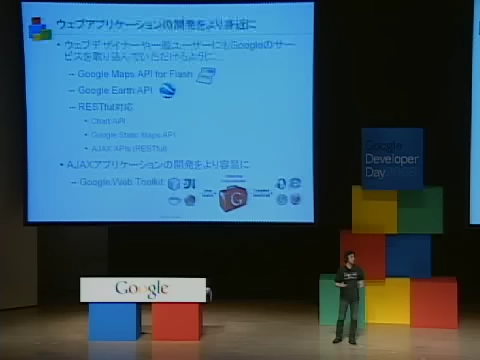 ウェブアプリケーションの開発をより身近に
• ウェブデザイナーや一般ユーザーにもGoogleのサー
ビスを取り込んでいただけるように…
– Google Maps API for Flash
– Google Earth API
– RESTful対応
• Chart API
• Google Static Maps API
• AJAX APIs (RESTful)
• AJAXアプリケーションの開発をより容易に
– Google Web Toolkit
G
Google
Developer
Day
Google